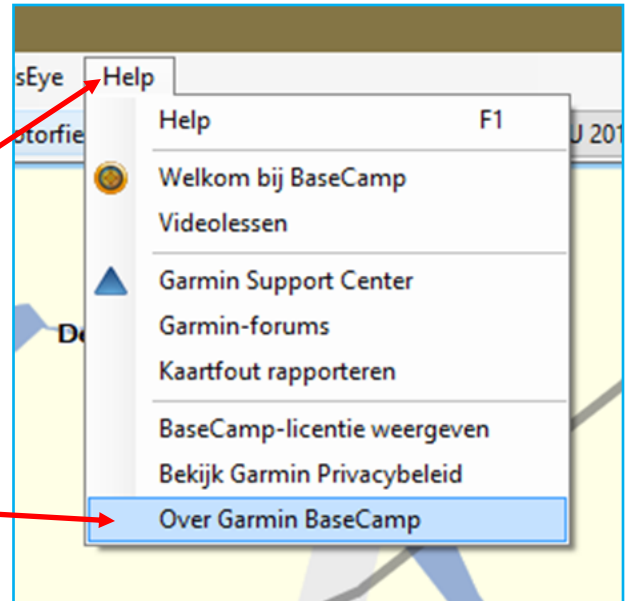 sEye Help
otorfie
Help F1
J 201
Welkom bij BaseCamp
Videolessen
Garmin Support Center
Garmin-forums
De
Kaartfout rapporteren
BaseCamp-licentie weergeven
Bekijk Garmin Privacybeleid
Over Garmin BaseCamp